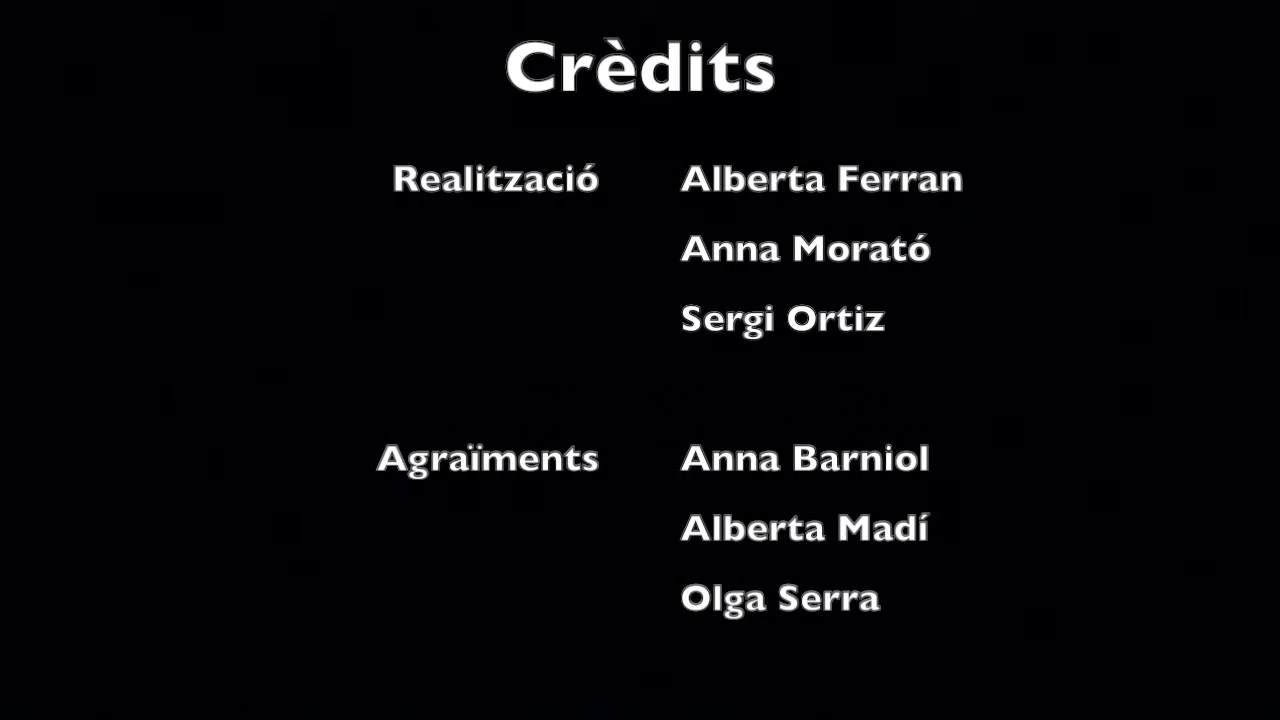 Crèdits
Realització Alberta Ferran
Anna Morató
Sergi Ortiz
Agraïments Anna Barniol
Alberta Madí
Olga Serra